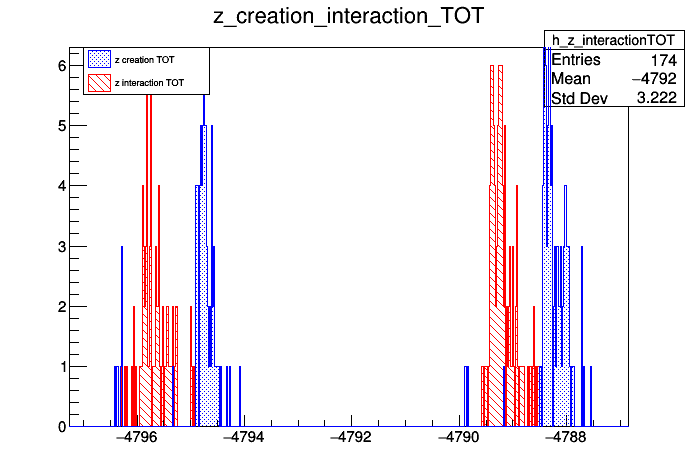 z_creation_interaction_TOT
h_z_interactionTOT
Entries 174
Mean −4792
Std Dev 3.222
z creation TOT
z interaction TOT
6
5
4
3
2
1
0
−4796 −4794 −4792 −4790 −4788